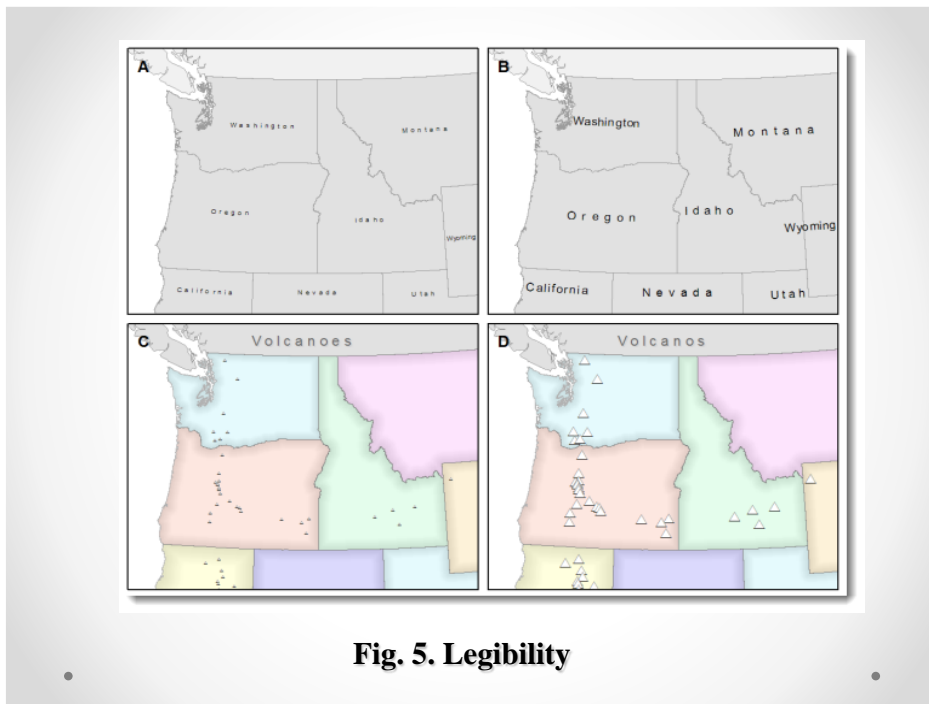 A
Washington
Montana
Oregon
Idaho
Wyoming
California
Nevada
Utah
B
Washington
Montana
Oregon
Idaho
Wyoming
California
Nevada
Utah
C
Volcanoes
D
Volcanos
Fig. 5. Legibility